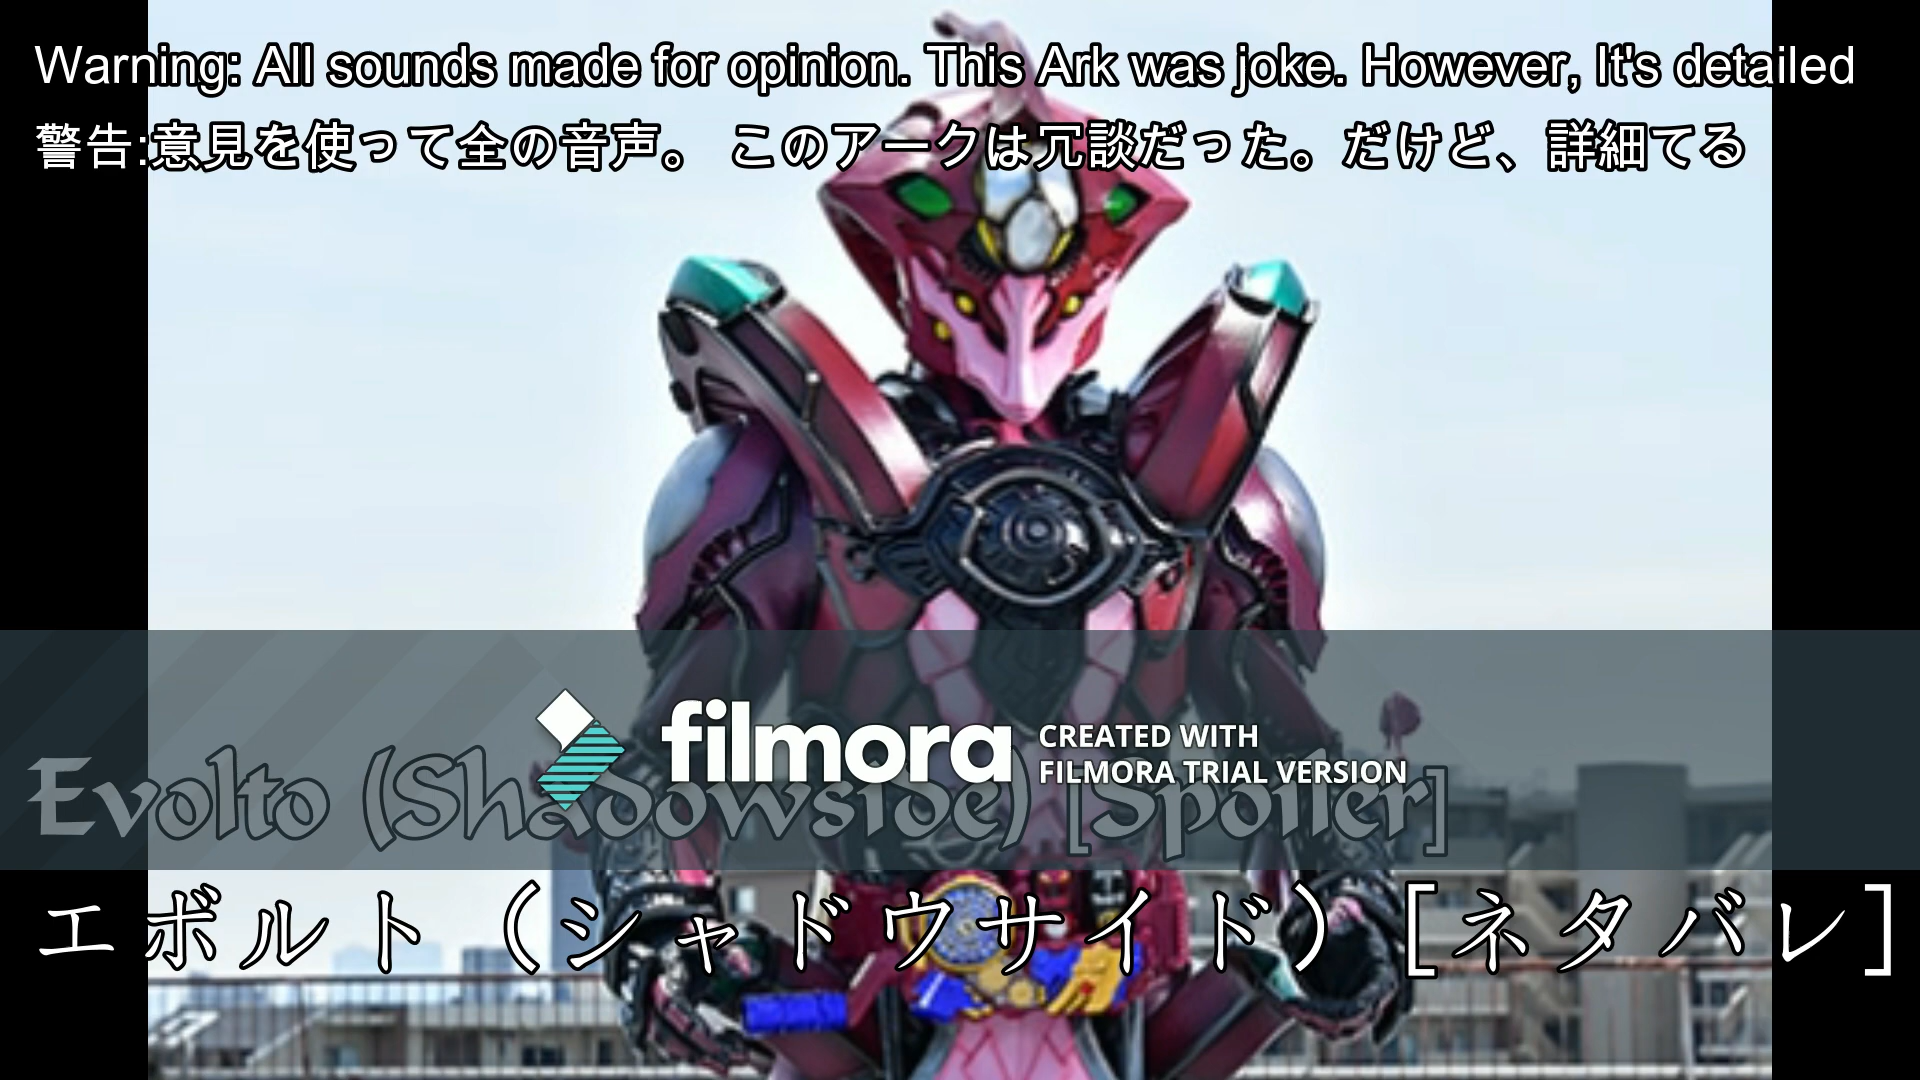 Warning: All sounds made for opinion. This Ark was joke. However, It's detailed
警告:意見を使って全の音声。 このアークは冗談だった。だけど、詳細てる
filmora
CREATED WITH
FILMORA TRIAL VERSION
Evolto (Shadowside) [Spoiler]
エボルト（シャドウサイド）[ネタバレ]